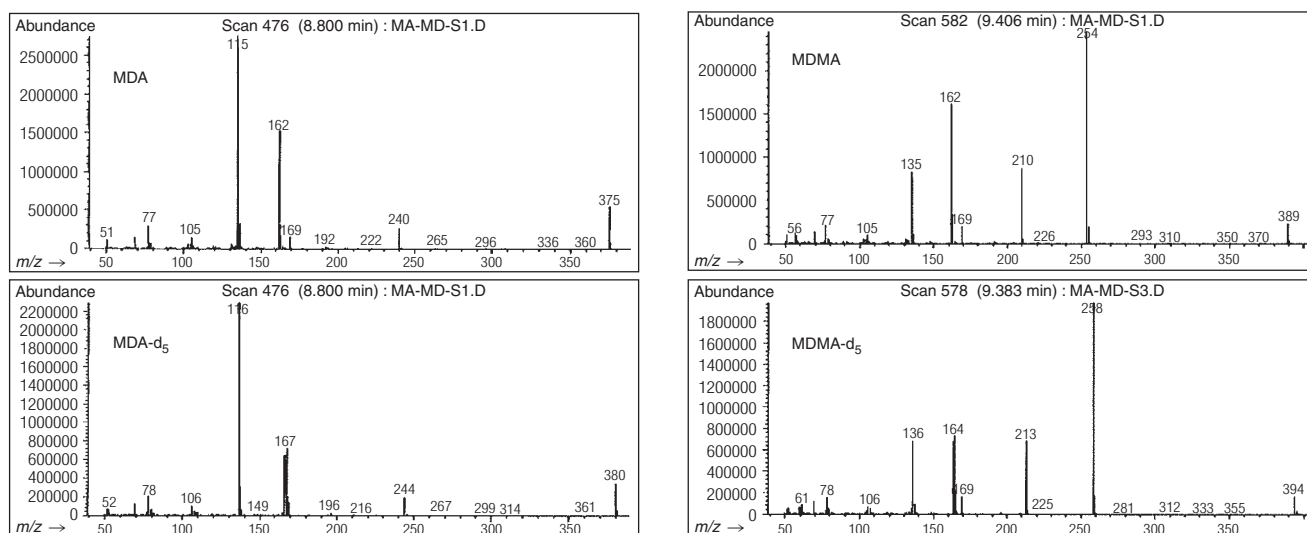 Abundance Scan 476 (8.800 min) : MA-MD-S1.D
MDA
2500000
2000000
1500000
1000000
500000
0
51 77 105 115 162 169 192 222 240 265 296 336 360 375
m/z → 50 100 150 200 250 300 350
Abundance Scan 582 (9.406 min) : MA-MD-S1.D
MDMA
2000000
1500000
1000000
500000
0
56 77 105 135 162 169 210 226 254 293 310 350 370 389
m/z → 50 100 150 200 250 300 350
Abundance Scan 476 (8.800 min) : MA-MD-S1.D
MDA-d5
2200000
2000000
1800000
1600000
1400000
1200000
1000000
800000
600000
400000
200000
0
52 78 106 116 149 167 196 216 244 267 299 314 361 380
m/z → 50 100 150 200 250 300 350
Abundance Scan 578 (9.383 min) : MA-MD-S3.D
MDMA-d5
1800000
1600000
1400000
1200000
1000000
800000
600000
400000
200000
0
61 78 106 136 164 169 213 225 258 281 312 333 355 394
m/z → 50 100 150 200 250 300 350